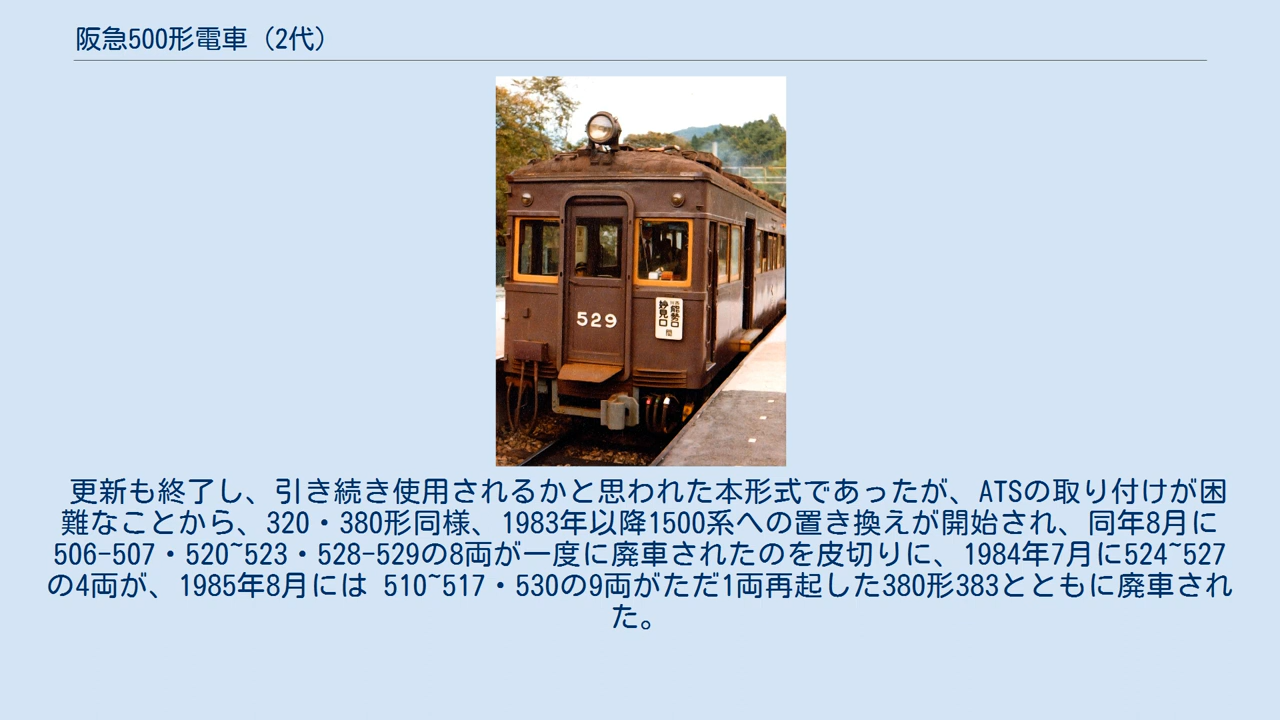 阪急500形電車（2代）
529
川西
能勢口
妙見口
間
更新も終了し、引き続き使用されるかと思われた本形式であったが、ATSの取り付けが困
難なことから、320・380形同様、1983年以降1500系への置き換えが開始され、同年8月に
506-507・520~523・528-529の8両が一度に廃車されたのを皮切りに、1984年7月に524~527
の4両が、1985年8月には 510~517・530の9両がただ1両再起した380形383とともに廃車され
た。